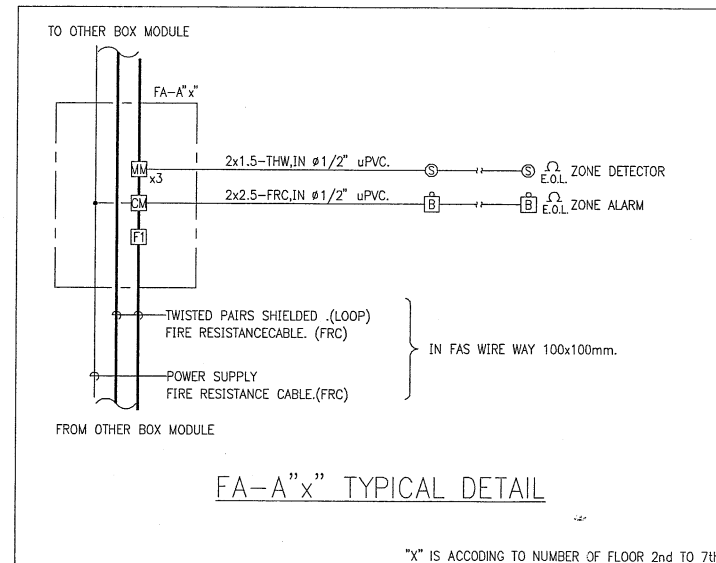 TO OTHER BOX MODULE
FA-A"x"
MM
x3
2x1.5-THW,IN ø1/2" uPVC.
S
S
Ω
E.O.L.
ZONE DETECTOR
CM
2x2.5-FRC,IN ø1/2" uPVC.
B
B
Ω
E.O.L.
ZONE ALARM
F1
TWISTED PAIRS SHIELDED .(LOOP)
FIRE RESISTANCECABLE. (FRC)
IN FAS WIRE WAY 100x100mm.
POWER SUPPLY
FIRE RESISTANCE CABLE.(FRC)
FROM OTHER BOX MODULE
FA-A"x" TYPICAL DETAIL
"X" IS ACCODING TO NUMBER OF FLOOR 2nd TO 7th